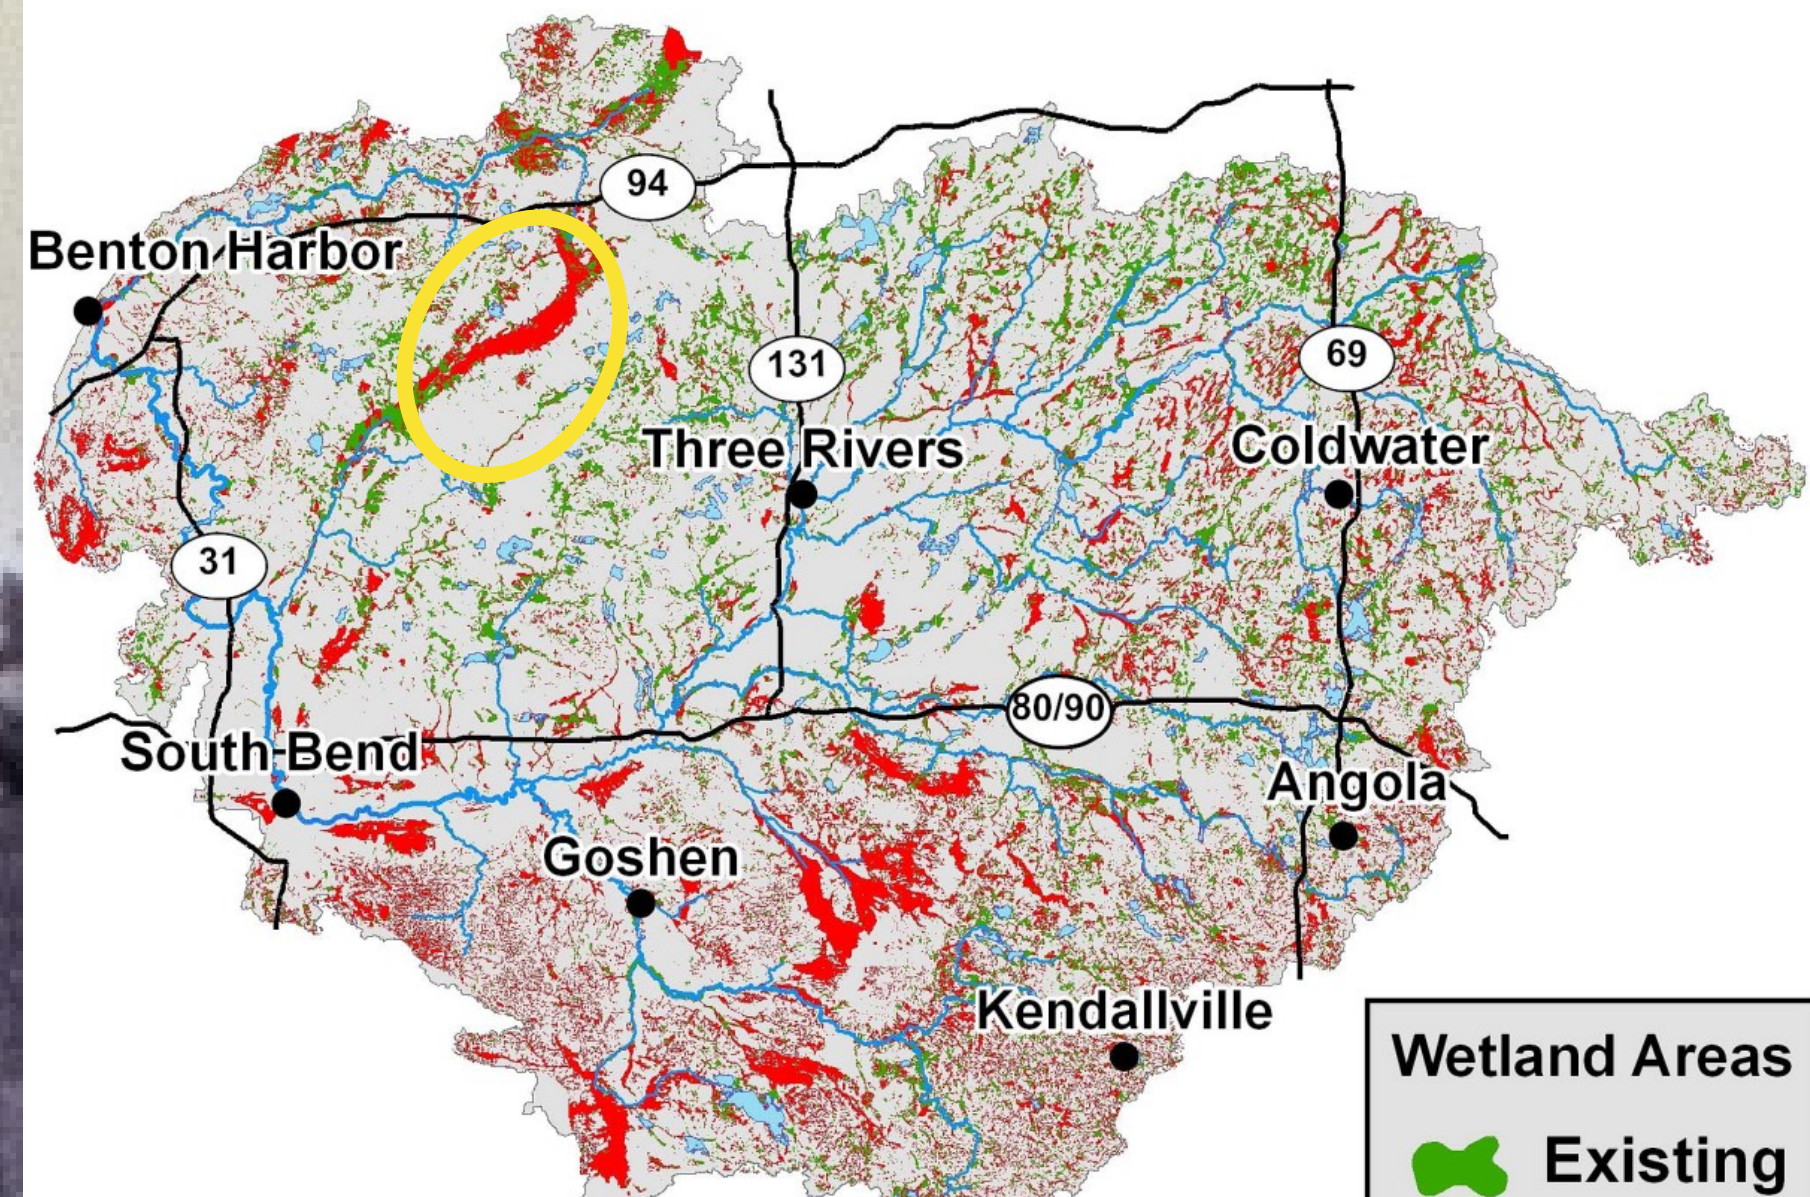 94
Benton Harbor
131
69
Three Rivers
Coldwater
31
80/90
South Bend
Angola
Goshen
Kendallville
Wetland Areas
Existing